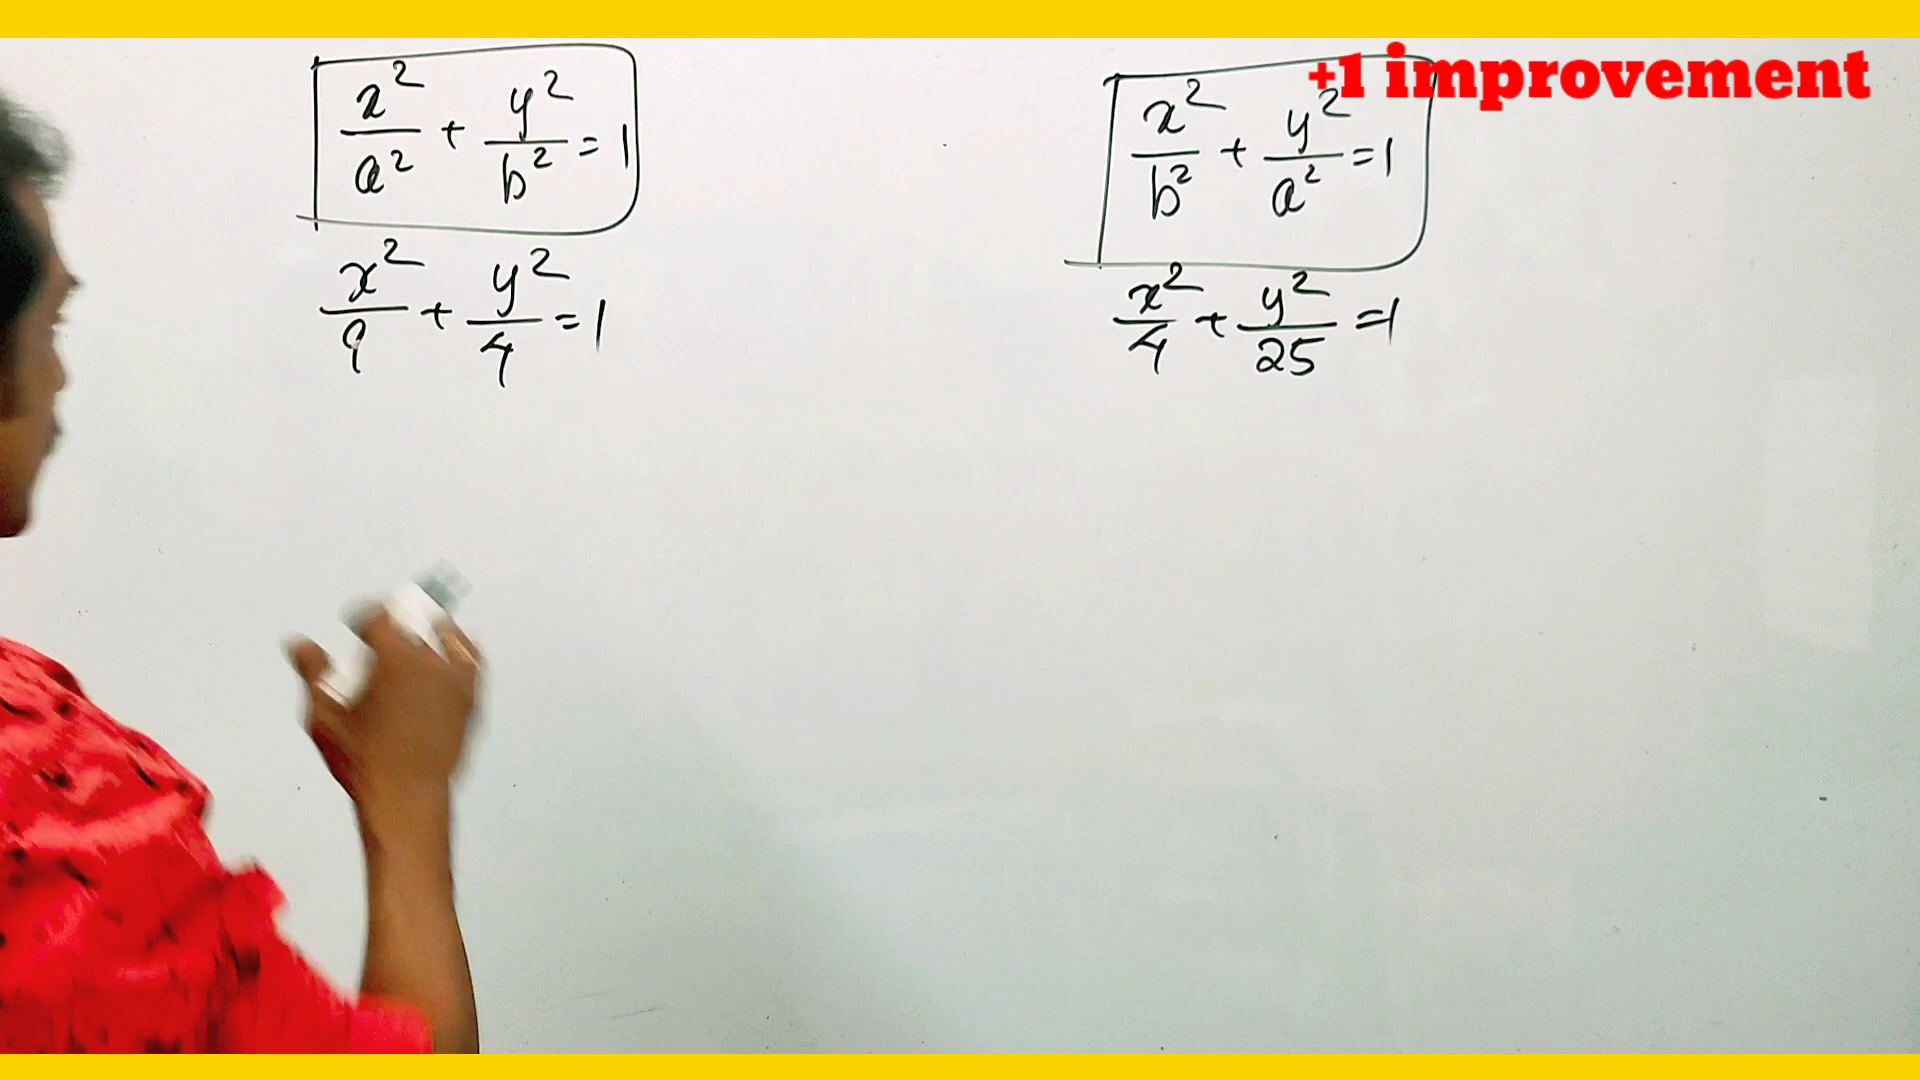 +1 improvement
x²/a² + y²/b² = 1
x²/9 + y²/4 = 1
x²/b² + y²/a² = 1
x²/4 + y²/25 = 1